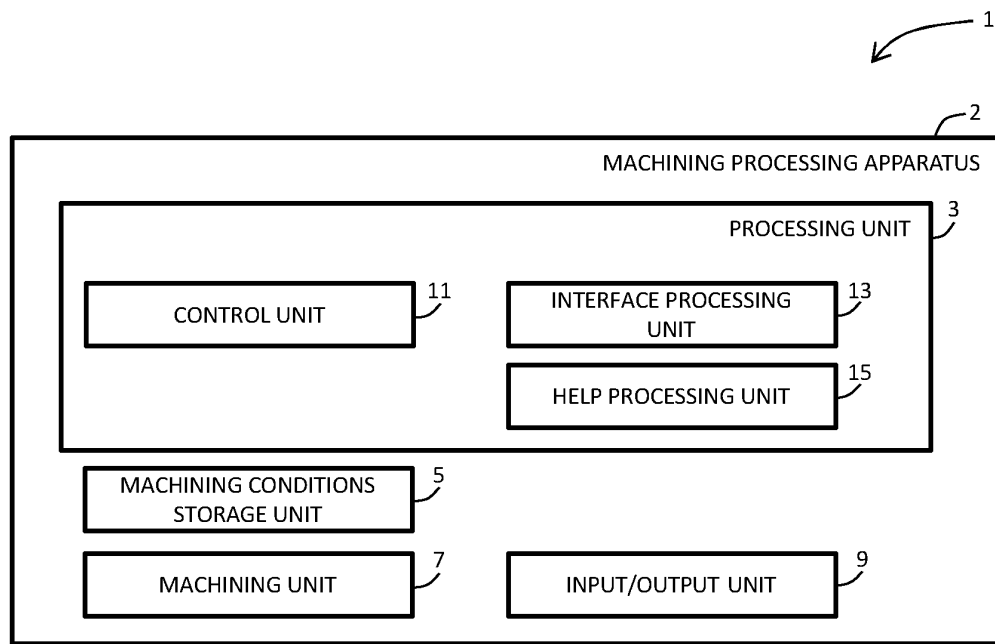 1
2
MACHINING PROCESSING APPARATUS
3
PROCESSING UNIT
11
CONTROL UNIT
13
INTERFACE PROCESSING
UNIT
15
HELP PROCESSING UNIT
5
MACHINING CONDITIONS
STORAGE UNIT
7
MACHINING UNIT
9
INPUT/OUTPUT UNIT